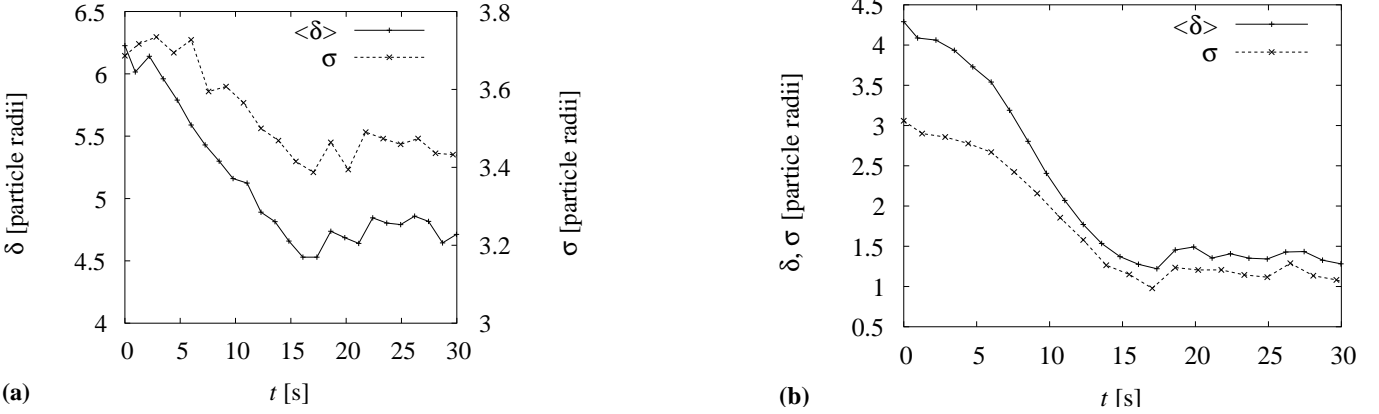 6.5
6
5.5
5
4.5
4
3.8
3.6
3.4
3.2
3
0 5 10 15 20 25 30
δ [particle radii]
σ [particle radii]
t [s]
<δ>
σ
(a)
4.5
4
3.5
3
2.5
2
1.5
1
0.5
0 5 10 15 20 25 30
δ, σ [particle radii]
t [s]
<δ>
σ
(b)